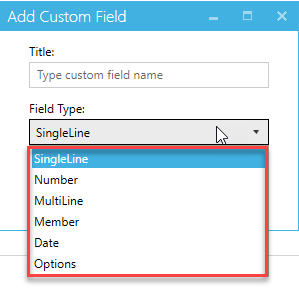 Add Custom Field
Title:
Type custom field name
Field Type:
SingleLine
SingleLine
Number
MultiLine
Member
Date
Options